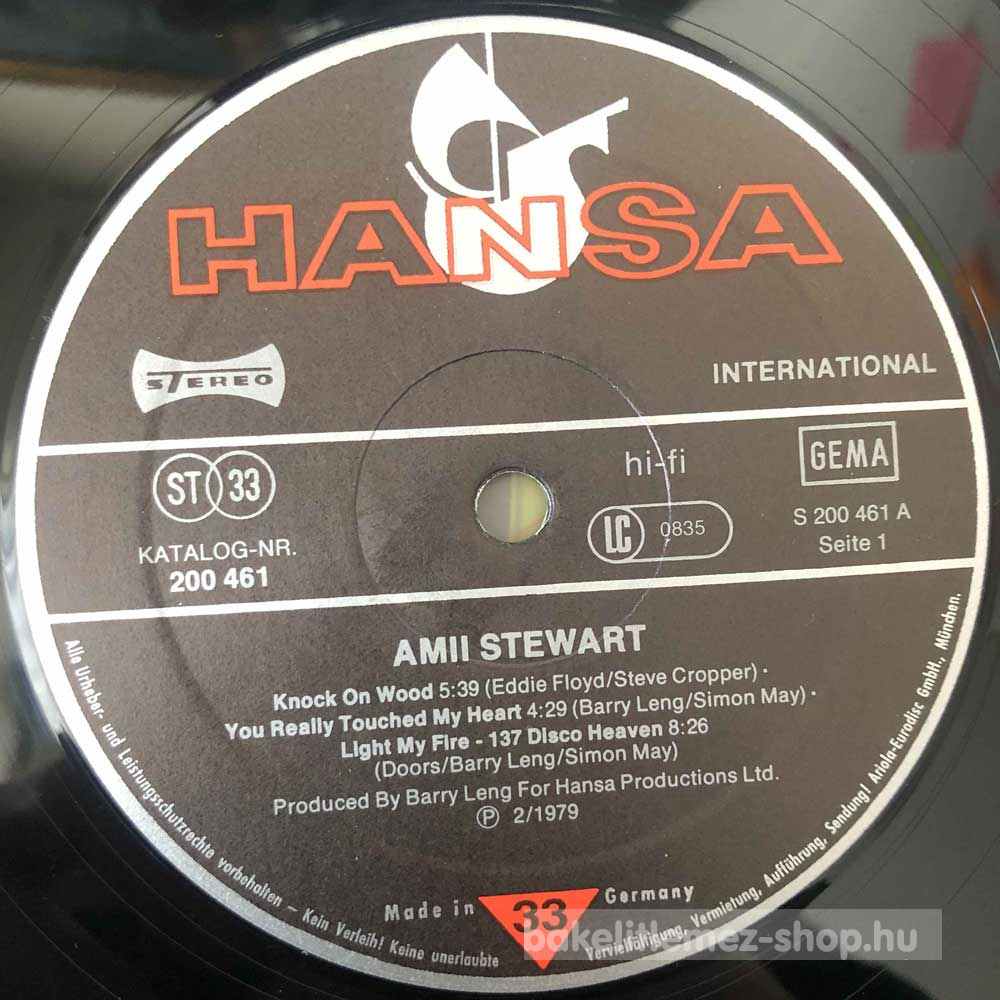 HANSA
STEREO
INTERNATIONAL
ST 33
hi-fi
GEMA
KATALOG-NR.
200 461
LC 0835
S 200 461 A
Seite 1
AMII STEWART
Knock On Wood 5:39 (Eddie Floyd/Steve Cropper) ·
You Really Touched My Heart 4:29 (Barry Leng/Simon May) ·
Light My Fire - 137 Disco Heaven 8:26
(Doors/Barry Leng/Simon May)
Produced By Barry Leng For Hansa Productions Ltd.
Ⓟ 2/1979
Made in 33 Germany
Alle Urheber- und Leistungsschutzrechte vorbehalten – Kein Verleih! Keine unerlaubte Vervielfältigung, Vermietung, Aufführung, Sendung! Ariola-Eurodisc GmbH., München.
bakelitlemez-shop.hu